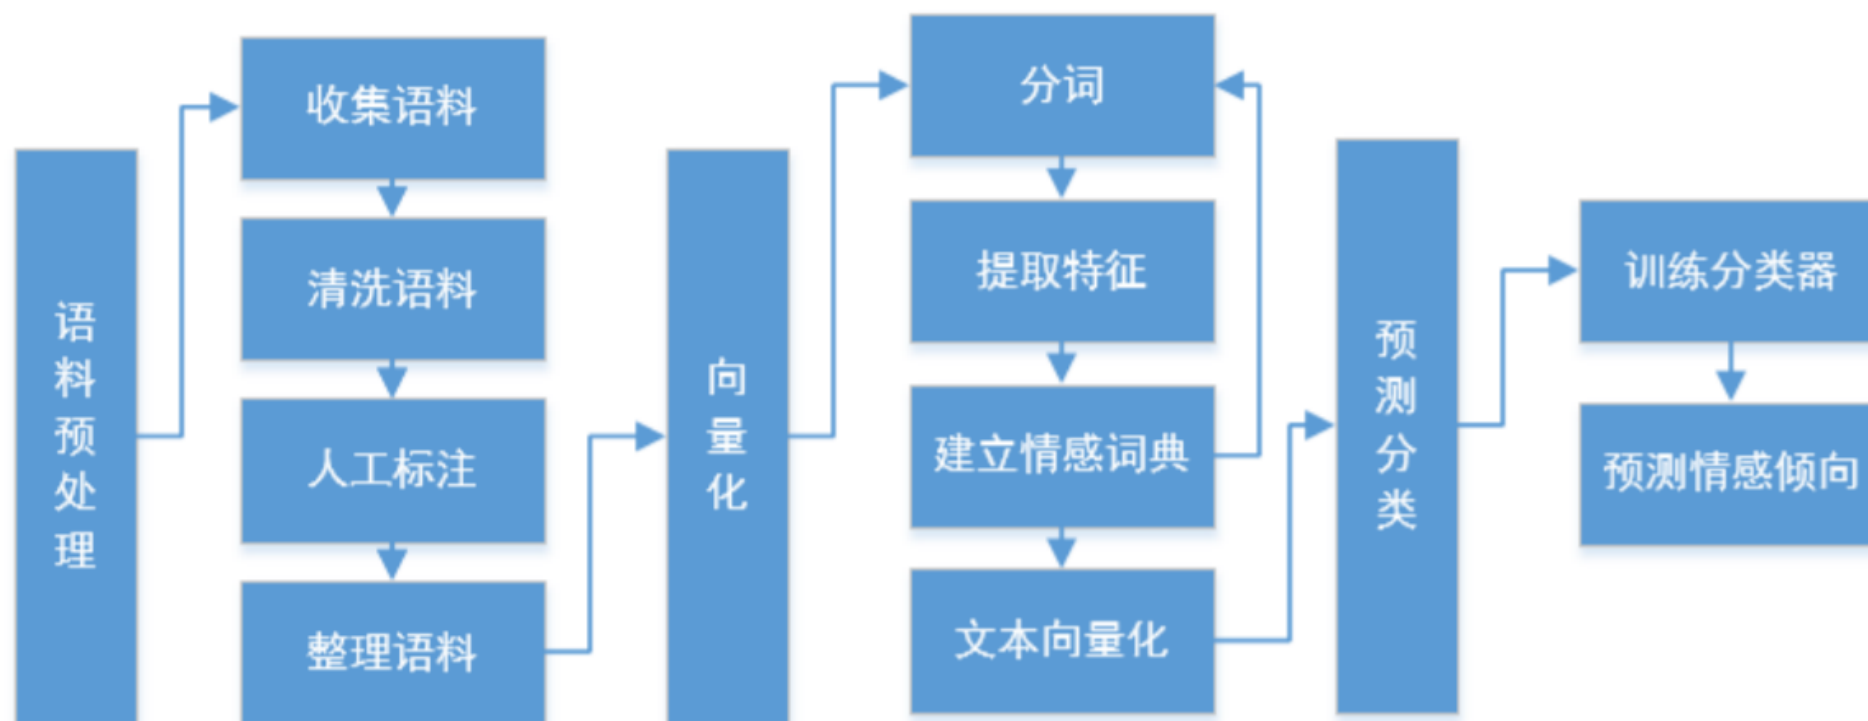 语料预处理
收集语料
清洗语料
人工标注
整理语料
向量化
分词
提取特征
建立情感词典
文本向量化
预测分类
训练分类器
预测情感倾向